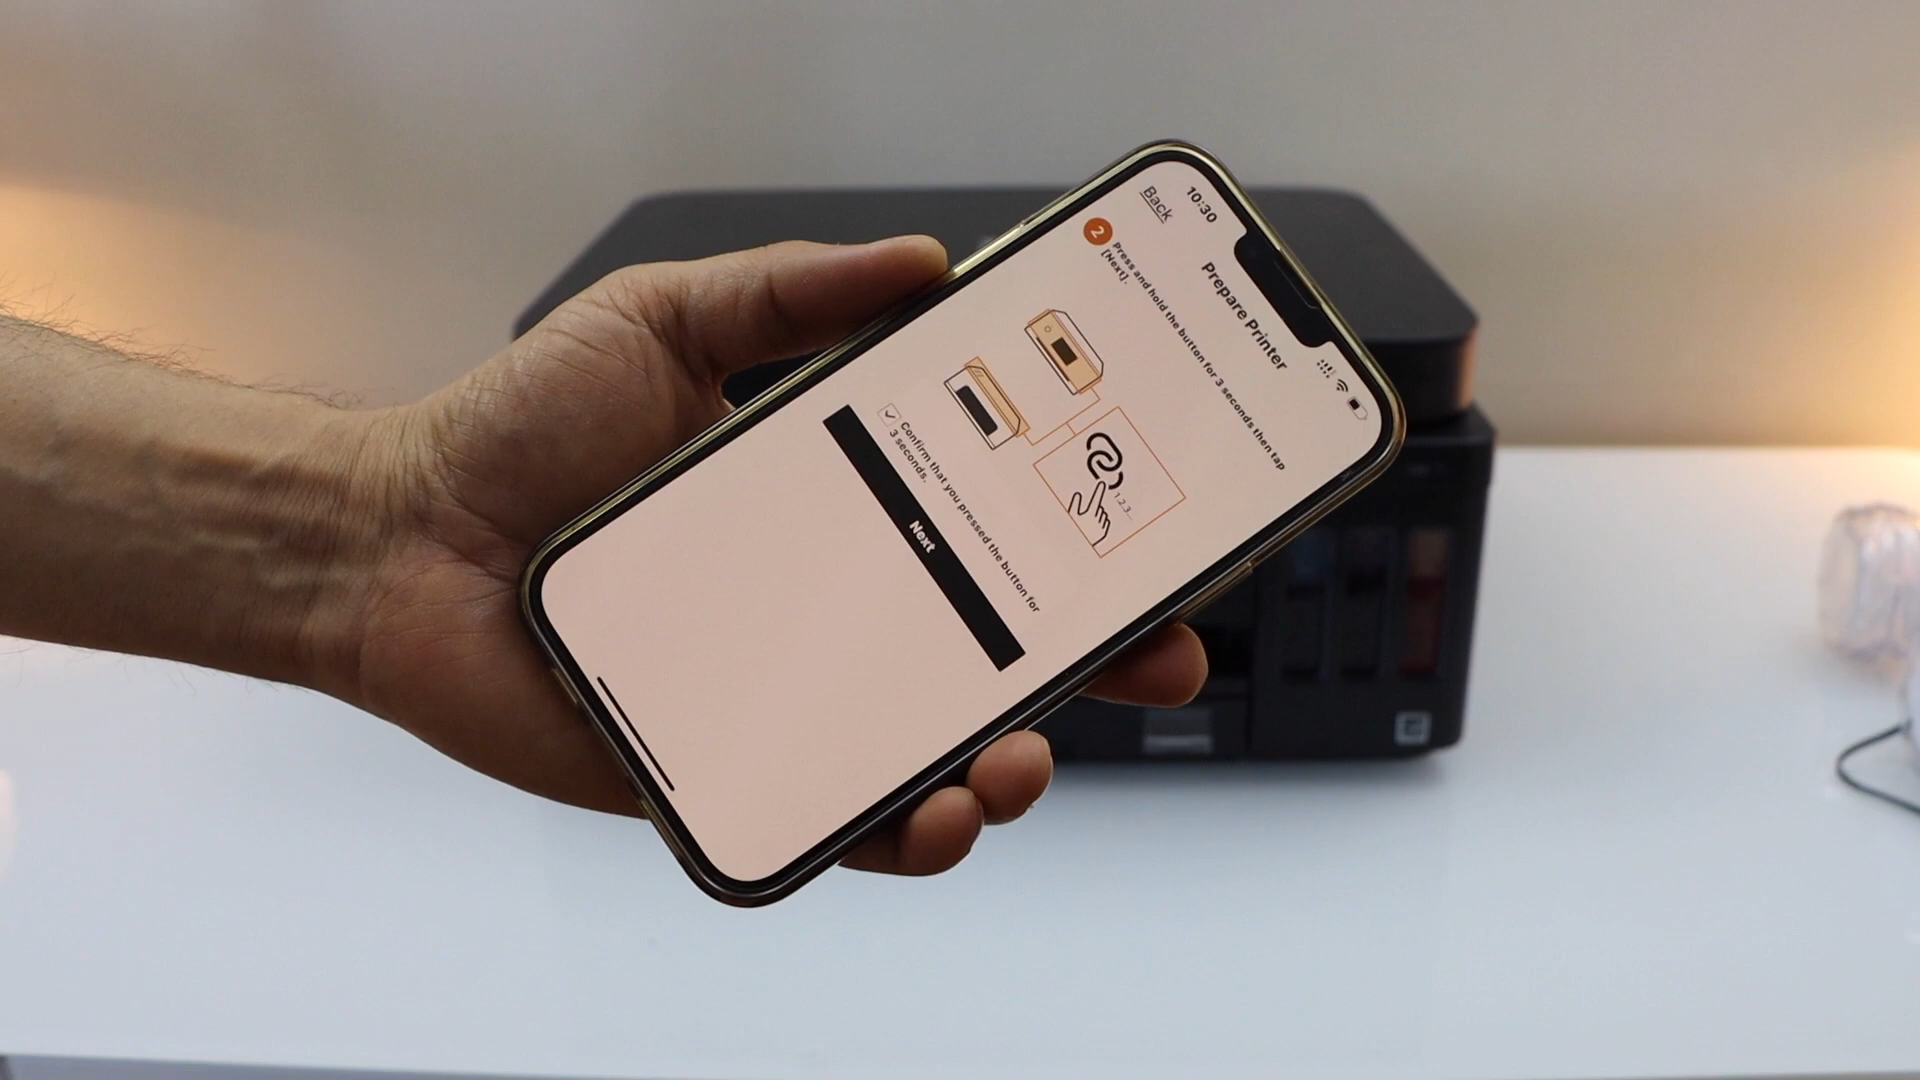 10:30
Back
Prepare Printer
2
Press and hold the button for 3 seconds then tap
[Next].
1.2.3...
Confirm that you pressed the button for
3 seconds.
Next